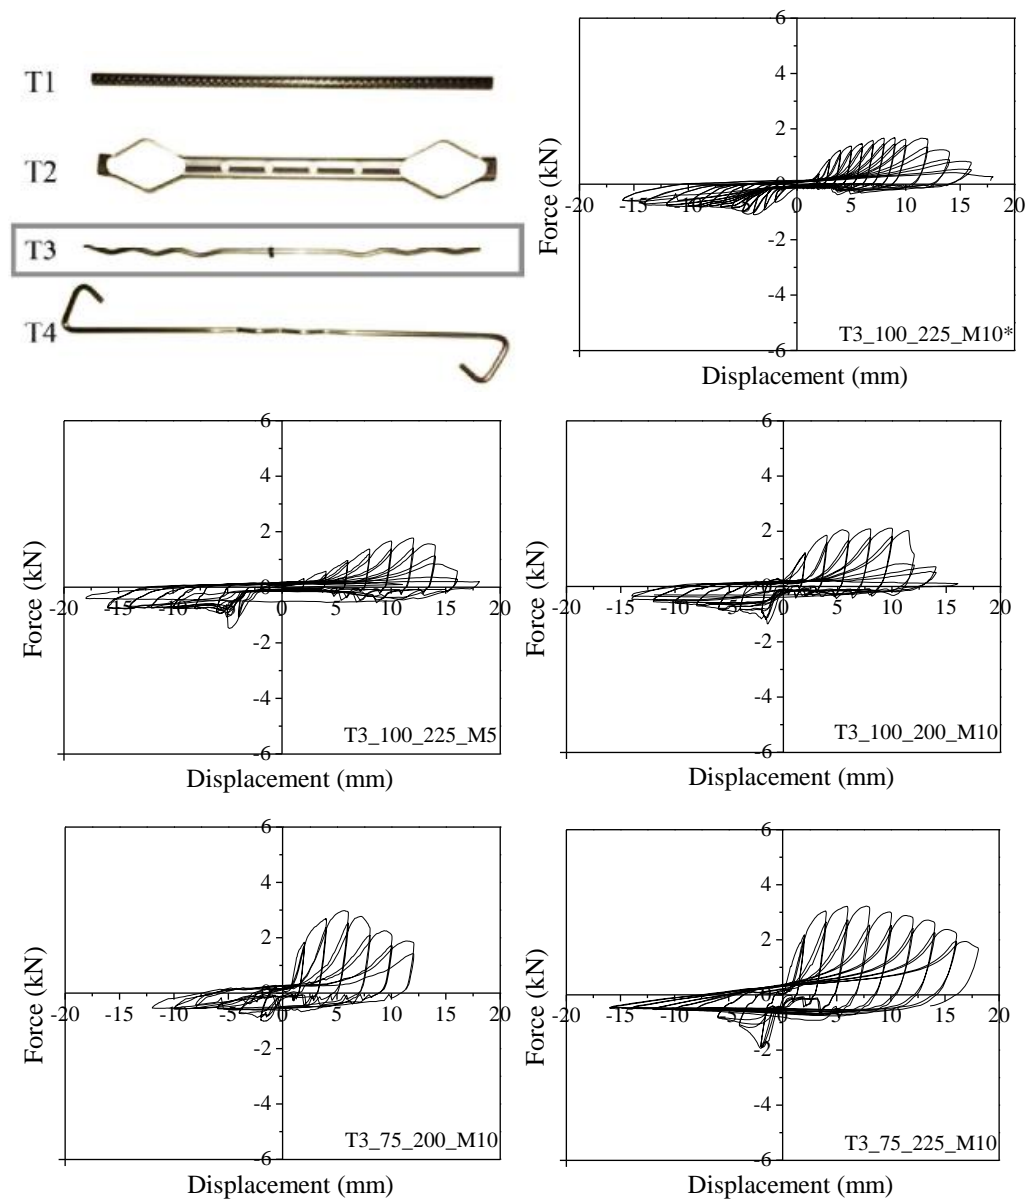 T1
T2
T3
T4
6
4
2
0
-2
-4
-6
-20 -15 -10 -5 0 5 10 15 20
Force (kN)
Displacement (mm)
T3_100_225_M10*
6
4
2
0
-2
-4
-6
-20 -15 -10 -5 0 5 10 15 20
Force (kN)
Displacement (mm)
T3_100_225_M5
6
4
2
0
-2
-4
-6
-20 -15 -10 -5 0 5 10 15 20
Force (kN)
Displacement (mm)
T3_100_200_M10
6
4
2
0
-2
-4
-6
-20 -15 -10 -5 0 5 10 15 20
Force (kN)
Displacement (mm)
T3_75_200_M10
6
4
2
0
-2
-4
-6
-20 -15 -10 -5 0 5 10 15 20
Force (kN)
Displacement (mm)
T3_75_225_M10